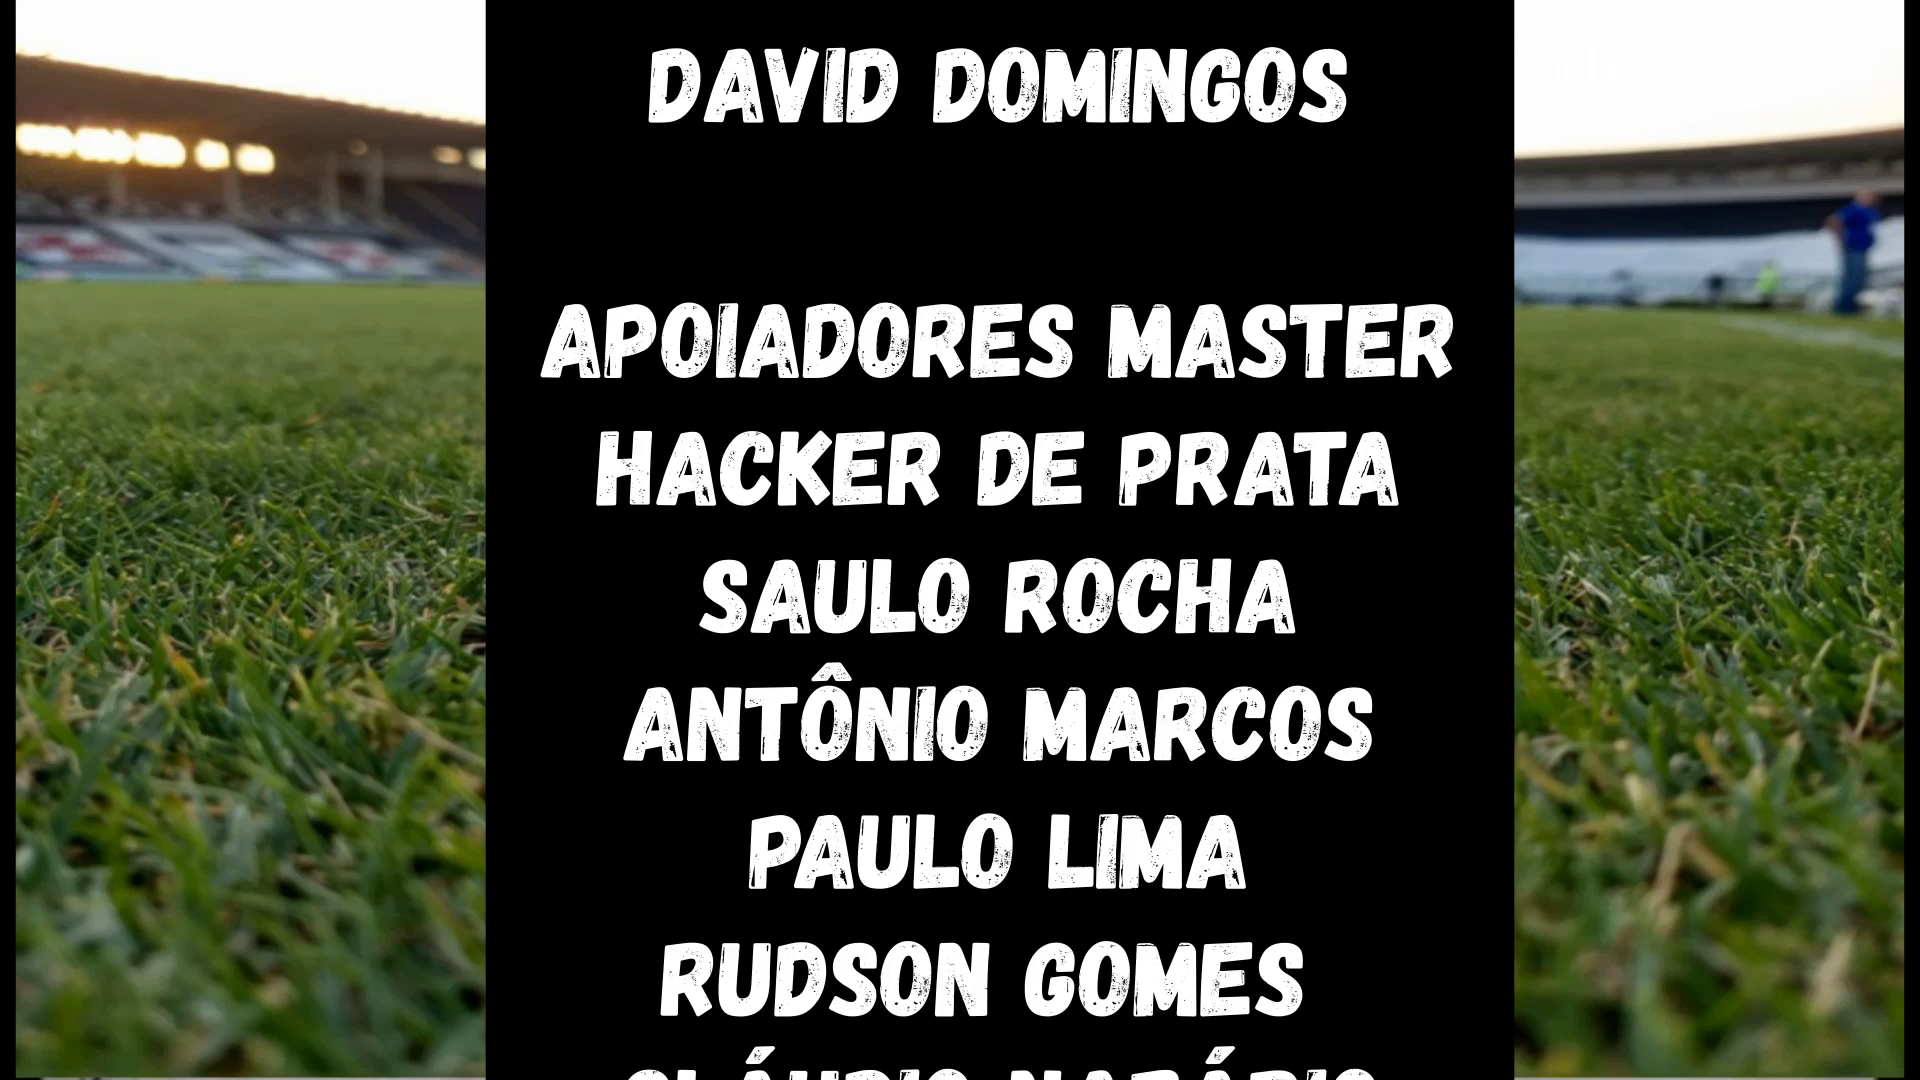 DAVID DOMINGOS
APOIADORES MASTER
HACKER DE PRATA
SAULO ROCHA
ANTÔNIO MARCOS
PAULO LIMA
RUDSON GOMES